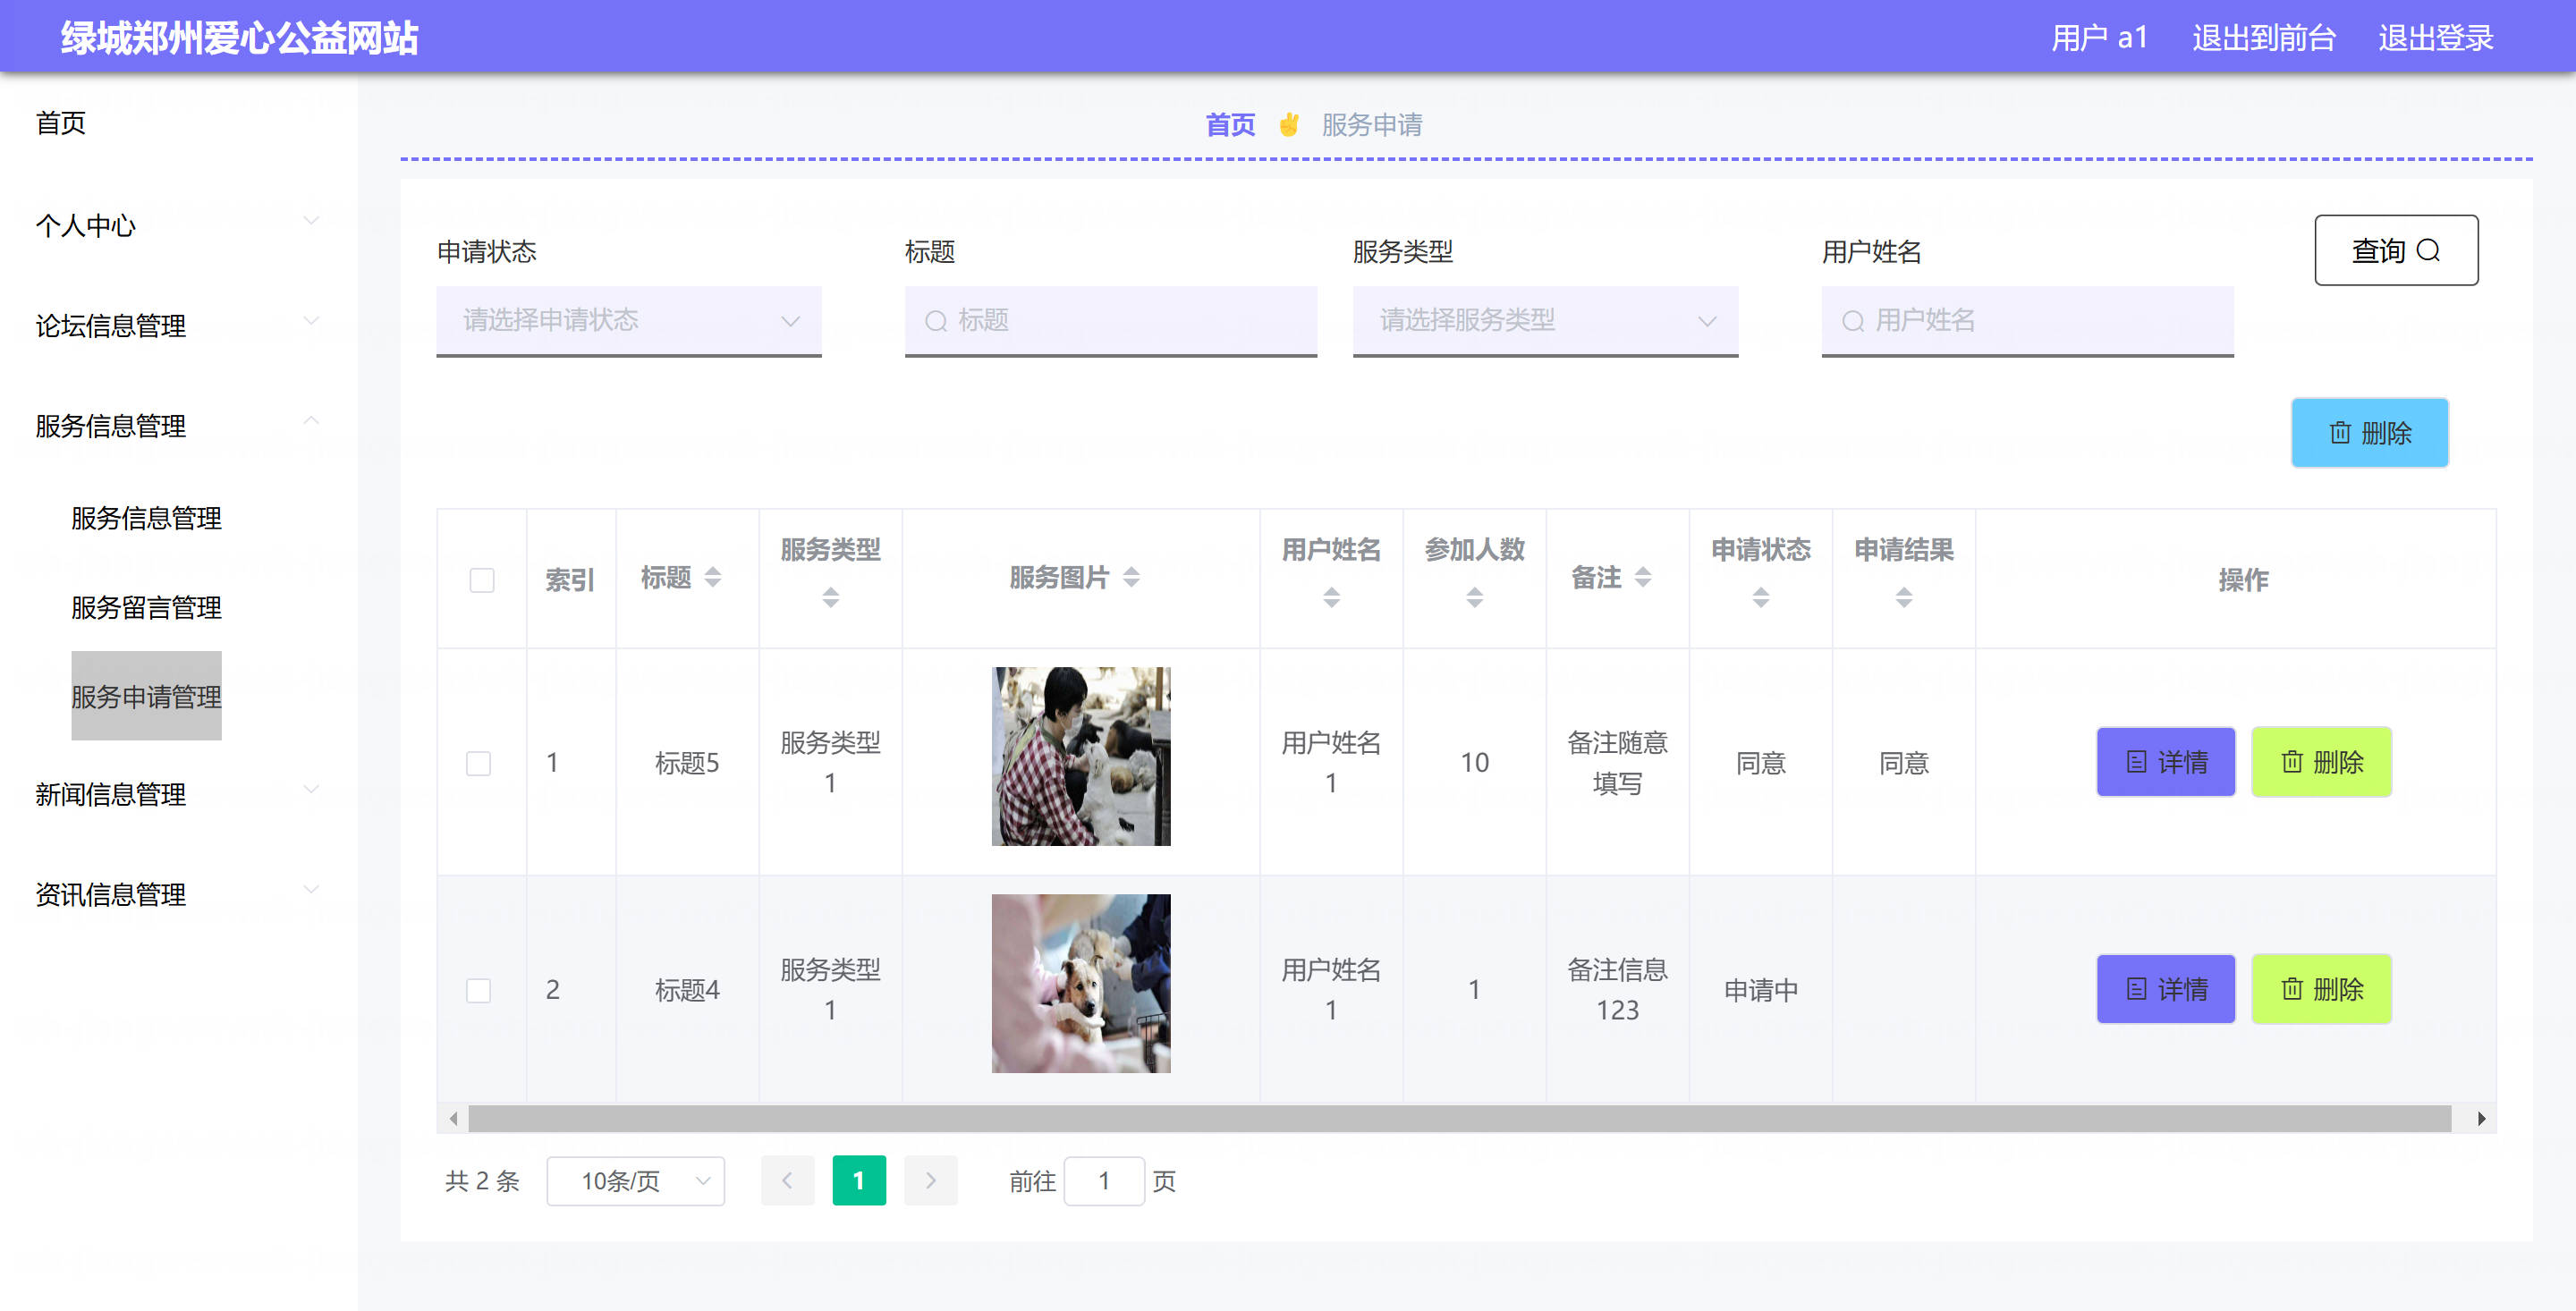 绿城郑州爱心公益网站
用户 a1 退出到前台 退出登录
首页
个人中心
论坛信息管理
服务信息管理
服务信息管理
服务留言管理
服务申请管理
新闻信息管理
资讯信息管理
首页 ✌ 服务申请
申请状态 标题 服务类型 用户姓名 查询
请选择申请状态 标题 请选择服务类型 用户姓名
删除
索引 标题 服务类型 服务图片 用户姓名 参加人数 备注 申请状态 申请结果 操作
1 标题5 服务类型 用户姓名 10 备注随意 同意 同意 详情 删除
1 1 填写
2 标题4 服务类型 用户姓名 1 备注信息 申请中 详情 删除
1 1 123
共 2 条 10条/页 1 前往 1 页